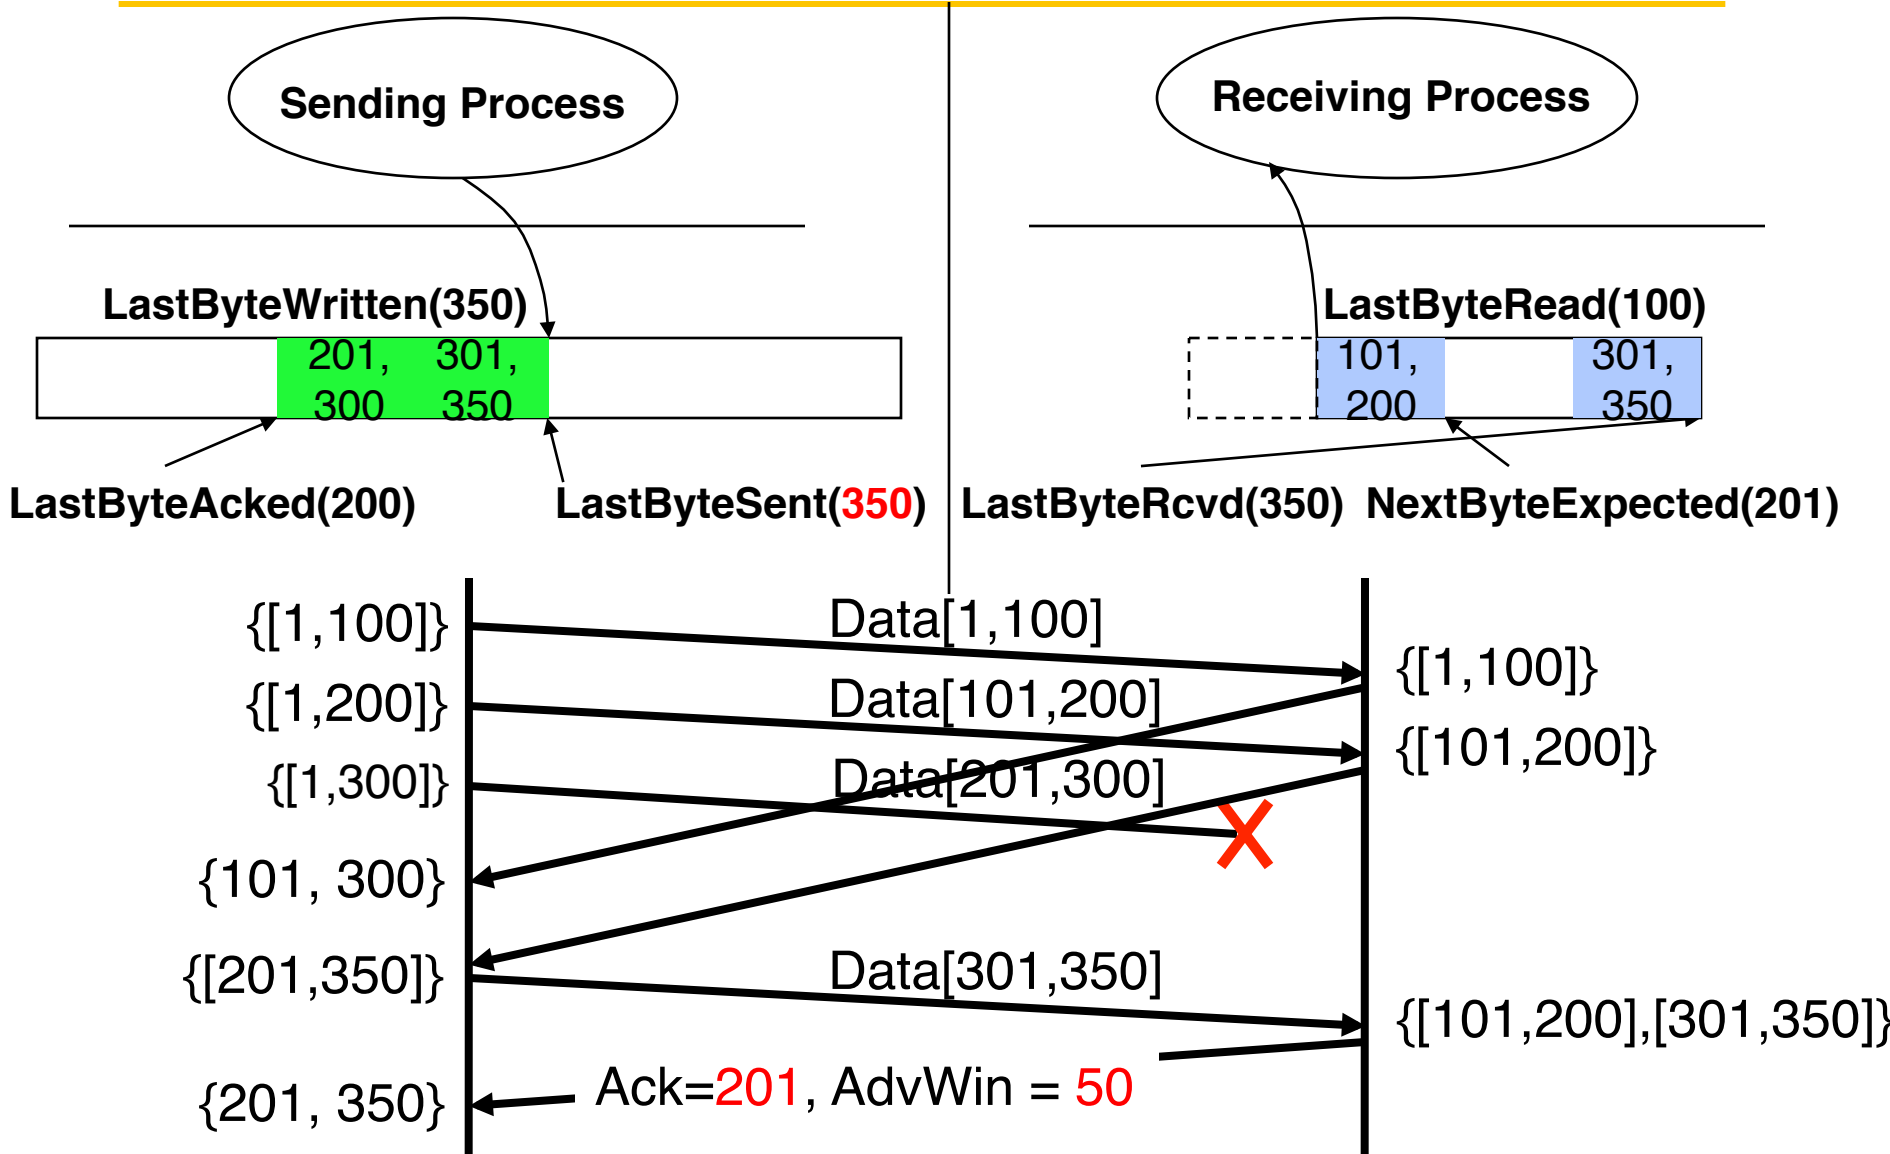 Sending Process
Receiving Process
LastByteWritten(350)
LastByteRead(100)
201, 301,
300 350
101, 301,
200 350
LastByteAcked(200)
LastByteSent(350)
LastByteRcvd(350)
NextByteExpected(201)
{[1,100]}
Data[1,100]
{[1,100]}
{[1,200]}
Data[101,200]
{[101,200]}
{[1,300]}
Data[201,300]
{101, 300}
{[201,350]}
Data[301,350]
{[101,200],[301,350]}
{201, 350}
Ack=201, AdvWin = 50